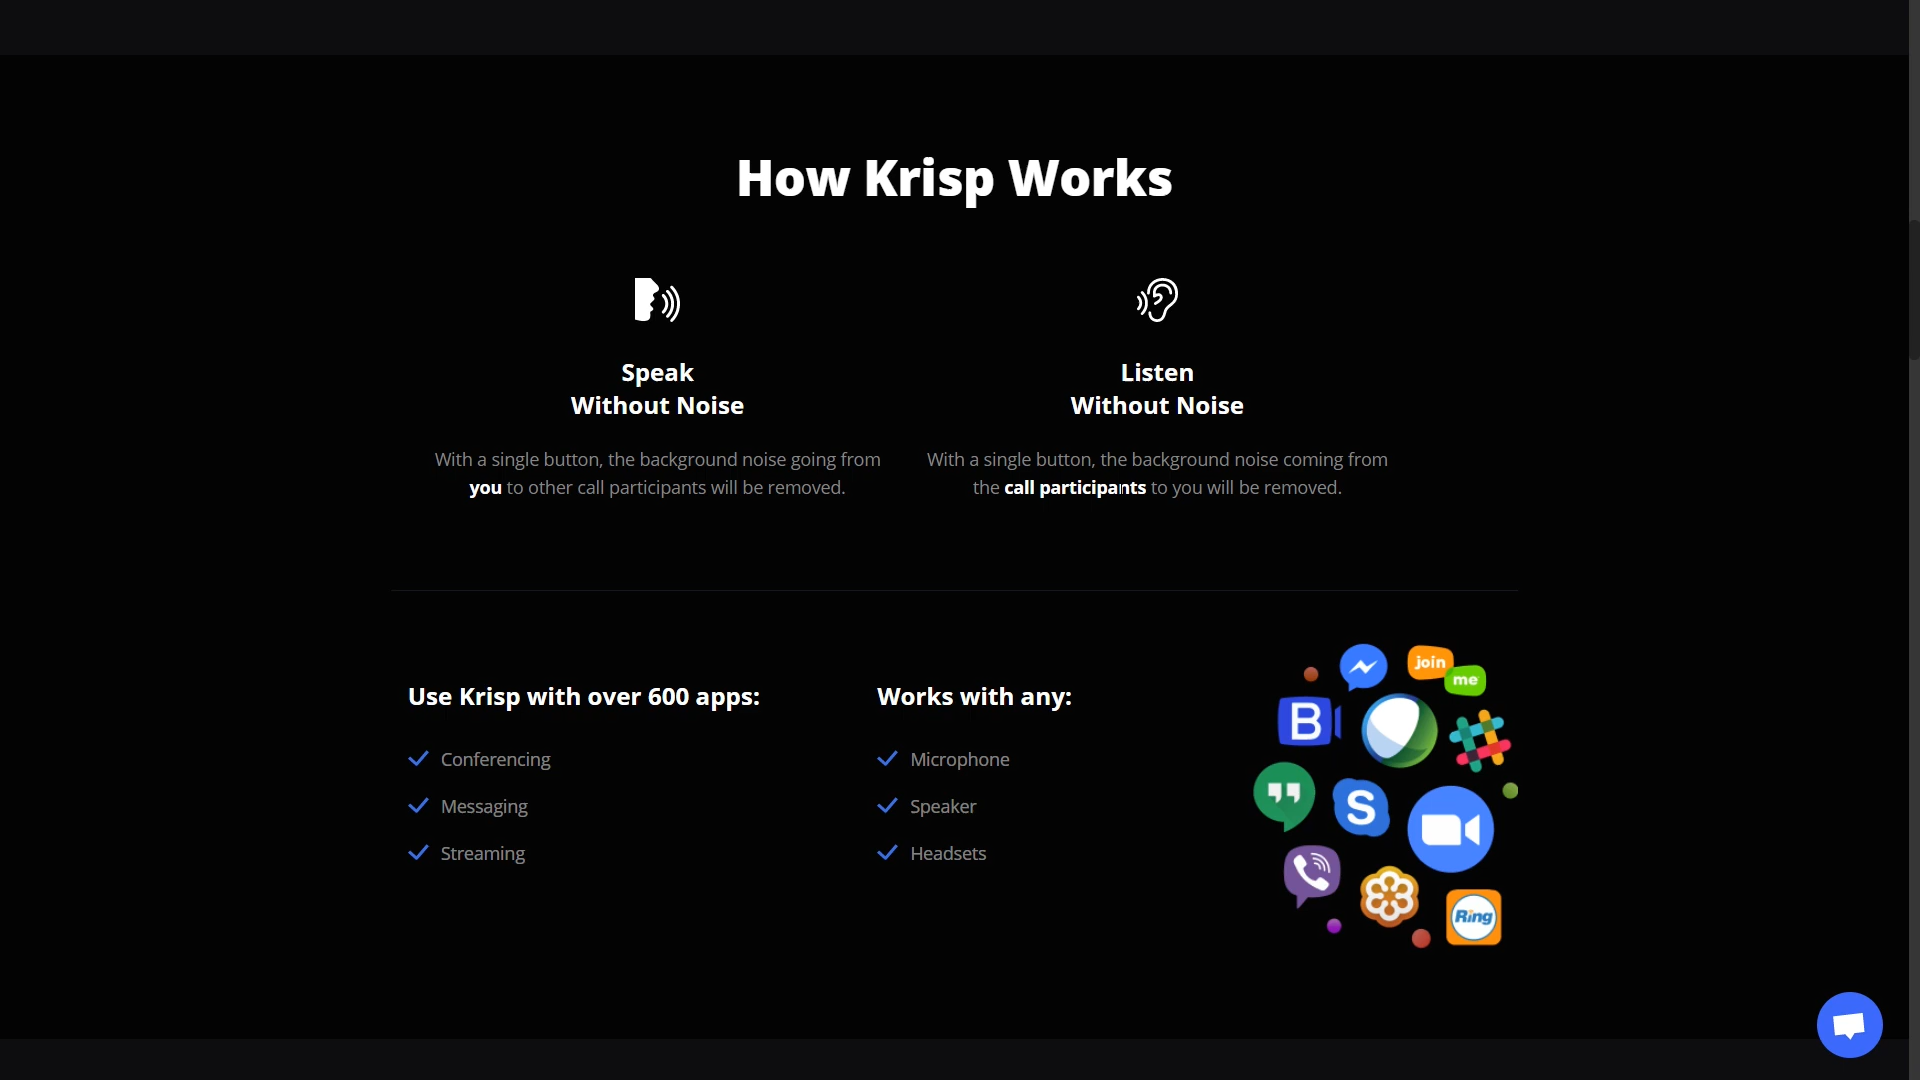 How Krisp Works
Speak
Without Noise
With a single button, the background noise going from
you to other call participants will be removed.
Listen
Without Noise
With a single button, the background noise coming from
the call participants to you will be removed.
Use Krisp with over 600 apps:
Conferencing
Messaging
Streaming
Works with any:
Microphone
Speaker
Headsets
join
me
B
S
Ring